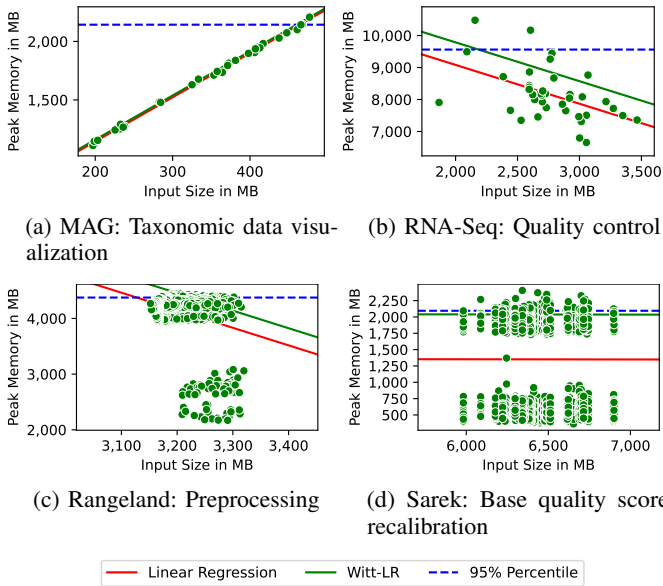 Peak Memory in MB
2,000
1,500
200
400
Input Size in MB
(a) MAG: Taxonomic data visu-
alization
Peak Memory in MB
10,000
9,000
8,000
7,000
2,000
2,500
3,000
3,500
Input Size in MB
(b) RNA-Seq: Quality control
Peak Memory in MB
4,000
3,000
2,000
3,100
3,200
3,300
3,400
Input Size in MB
(c) Rangeland: Preprocessing
Peak Memory in MB
2,250
2,000
1,750
1,500
1,250
1,000
750
500
6,000
6,500
7,000
Input Size in MB
(d) Sarek: Base quality score
recalibration
Linear Regression
Witt-LR
95% Percentile